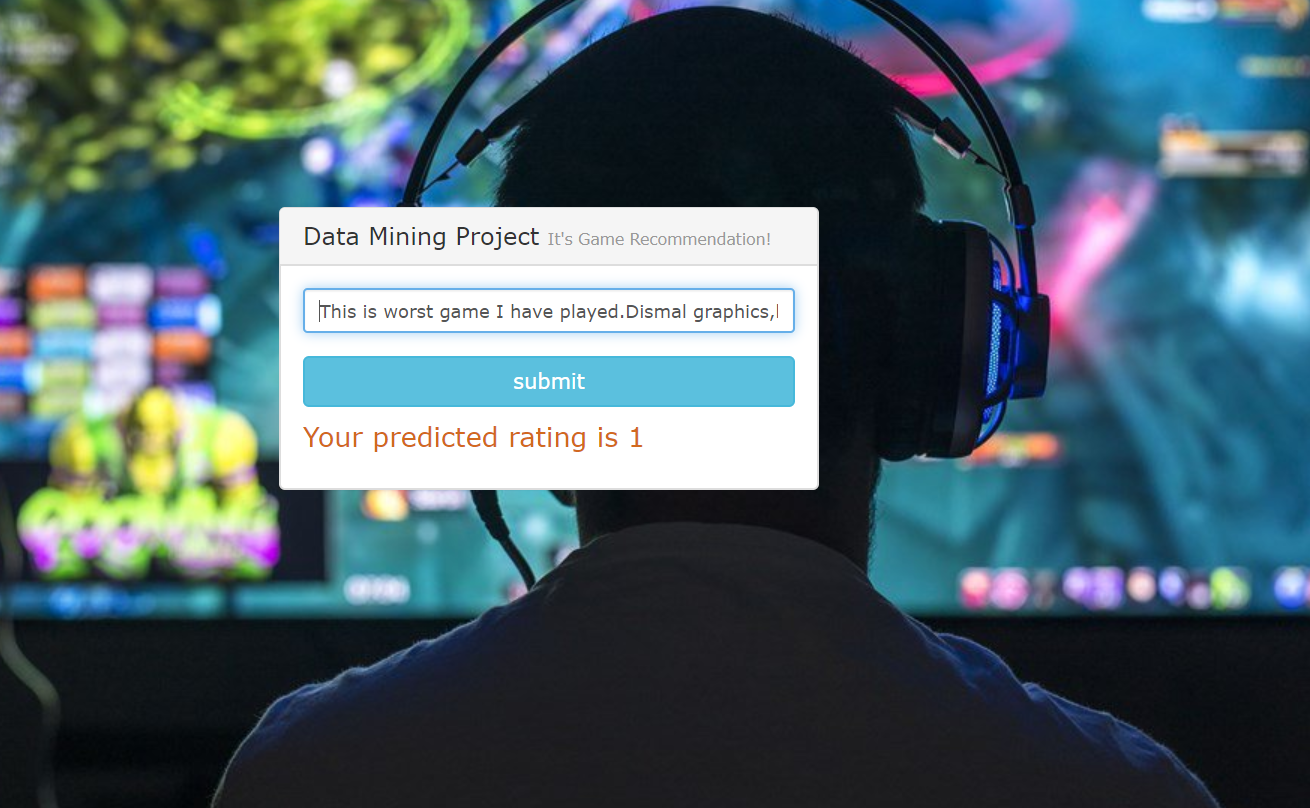 Data Mining Project It's Game Recommendation!
This is worst game I have played.Dismal graphics,
submit
Your predicted rating is 1